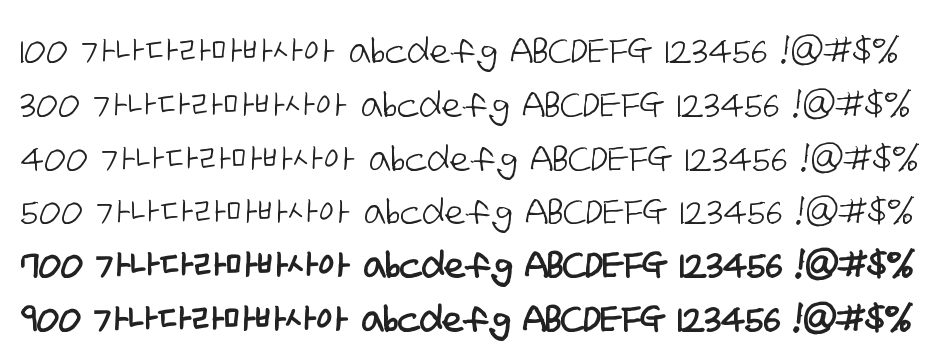 100 가나다라마바사아 abcdefg ABCDEFG 123456 !@#$%
300 가나다라마바사아 abcdefg ABCDEFG 123456 !@#$%
400 가나다라마바사아 abcdefg ABCDEFG 123456 !@#$%
500 가나다라마바사아 abcdefg ABCDEFG 123456 !@#$%
700 가나다라마바사아 abcdefg ABCDEFG 123456 !@#$%
900 가나다라마바사아 abcdefg ABCDEFG 123456 !@#$%